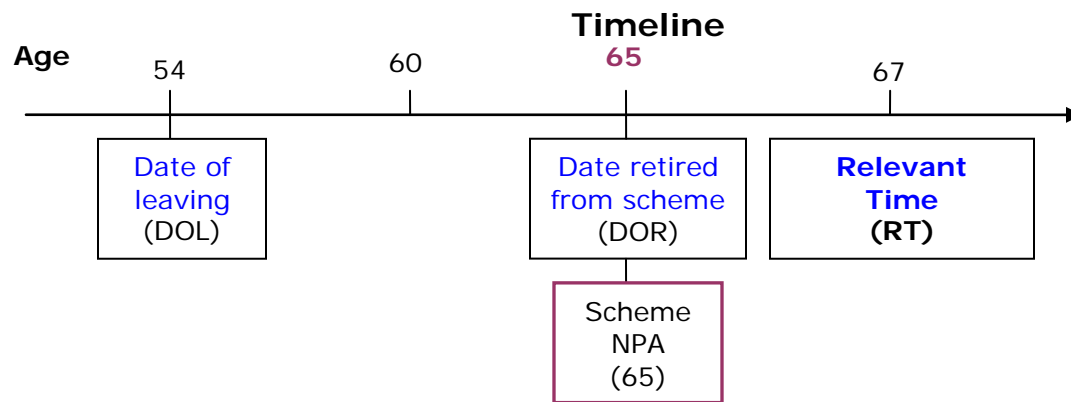 Timeline
Age
54
60
65
67
Date of
leaving
(DOL)
Date retired
from scheme
(DOR)
Relevant
Time
(RT)
Scheme
NPA
(65)